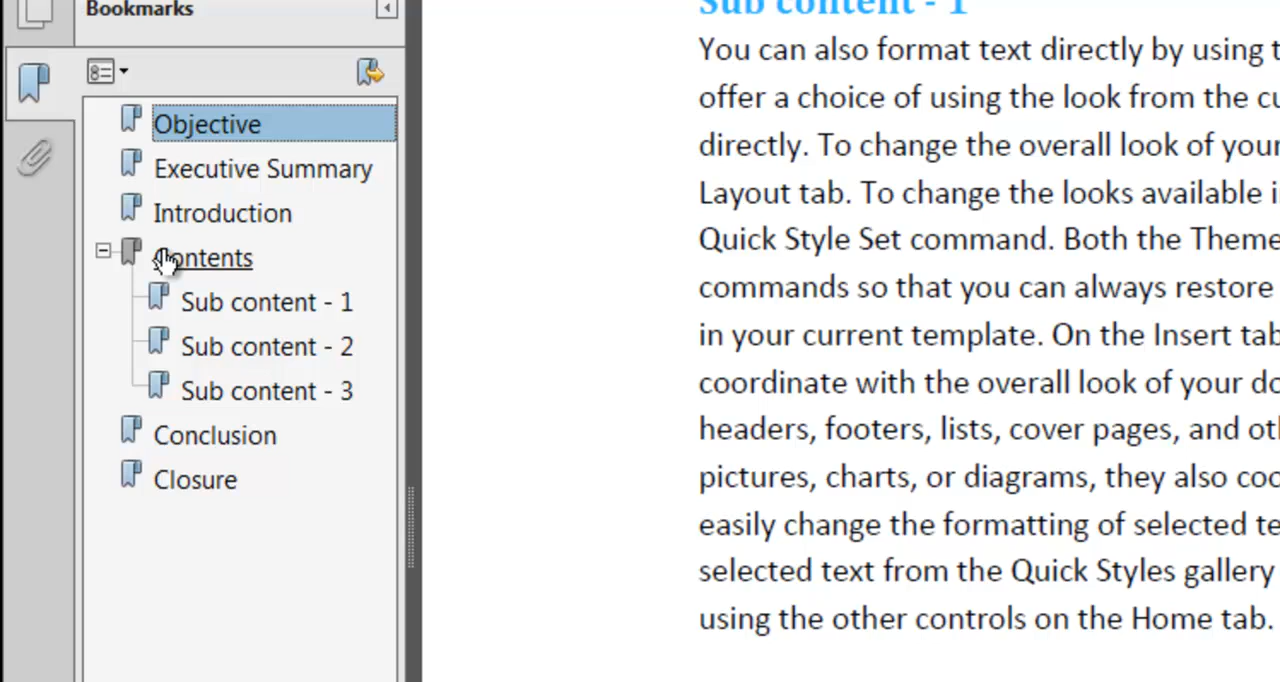 Bookmarks
Objective
Executive Summary
Introduction
Contents
Sub content - 1
Sub content - 2
Sub content - 3
Conclusion
Closure
Sub content - 1
You can also format text directly by using t
offer a choice of using the look from the cu
directly. To change the overall look of your
Layout tab. To change the looks available i
Quick Style Set command. Both the Theme
commands so that you can always restore
in your current template. On the Insert tab
coordinate with the overall look of your do
headers, footers, lists, cover pages, and oth
pictures, charts, or diagrams, they also coo
easily change the formatting of selected te
selected text from the Quick Styles gallery
using the other controls on the Home tab.